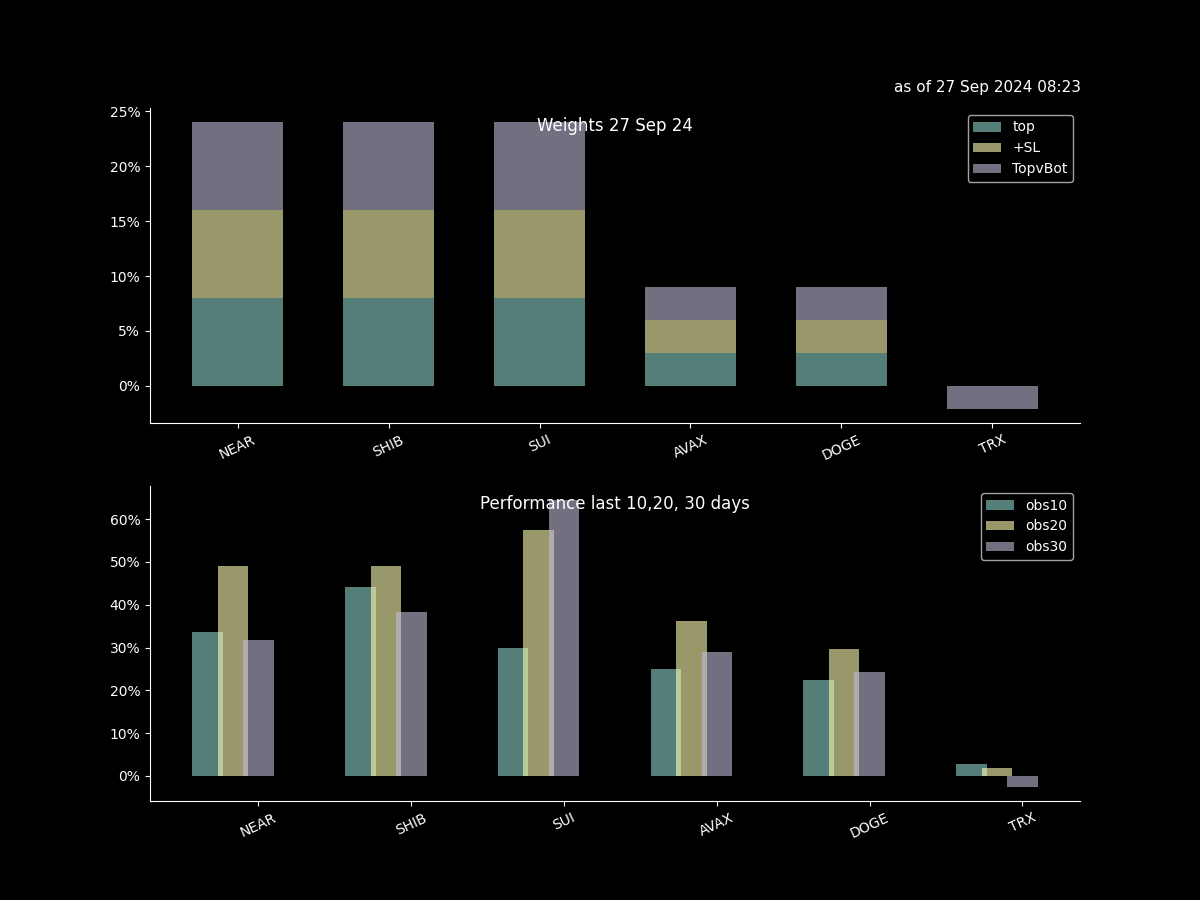 as of 27 Sep 2024 08:23
Weights 27 Sep 24
25%
20%
15%
10%
5%
0%
top
+SL
TopvBot
NEAR SHIB SUI AVAX DOGE TRX
Performance last 10,20, 30 days
60%
50%
40%
30%
20%
10%
0%
obs10
obs20
obs30
NEAR SHIB SUI AVAX DOGE TRX